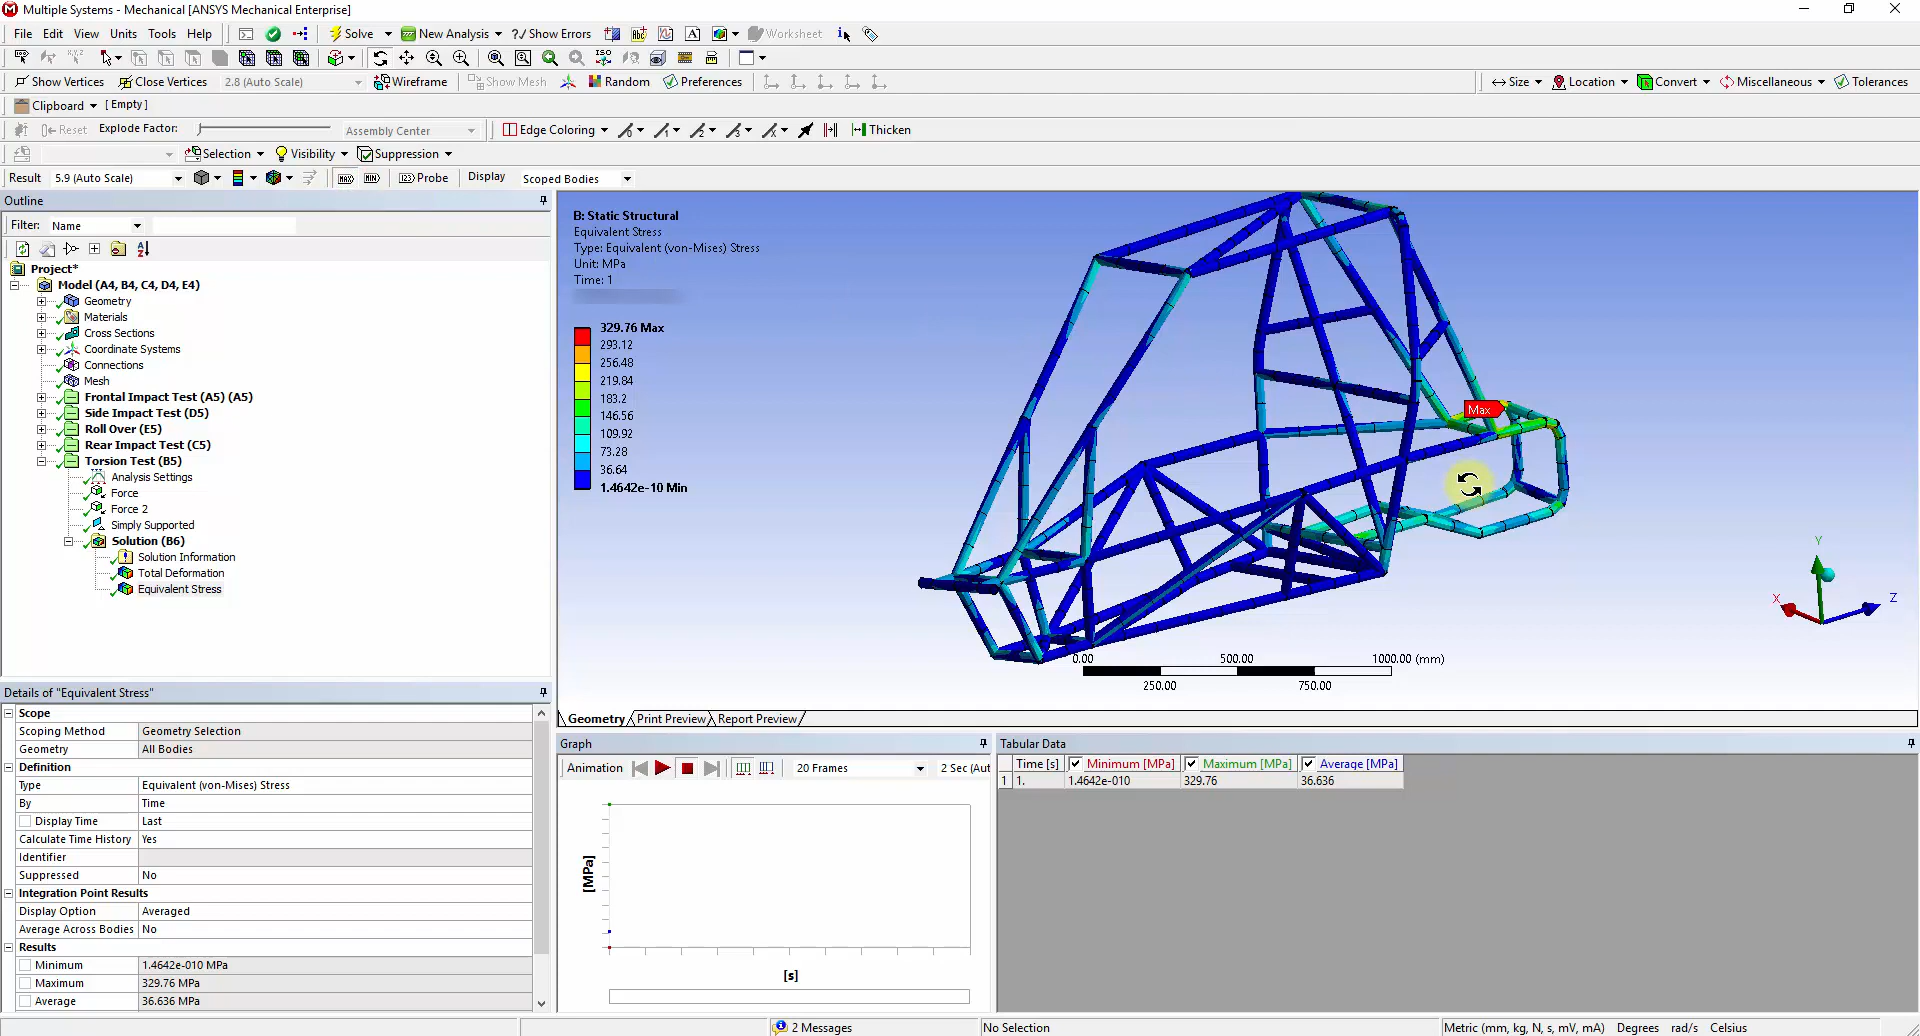 Multiple Systems - Mechanical [ANSYS Mechanical Enterprise]
File Edit View Units Tools Help Solve New Analysis ?/ Show Errors Worksheet
Show Vertices Close Vertices 2.8 (Auto Scale) Wireframe Show Mesh Random Preferences Size Location Convert Miscellaneous Tolerances
Clipboard [ Empty ]
Reset Explode Factor: Assembly Center Edge Coloring Thicken
Selection Visibility Suppression
Result 5.9 (Auto Scale) MAX MIN Probe Display Scoped Bodies
Outline
Filter: Name
Project*
Model (A4, B4, C4, D4, E4)
Geometry
Materials
Cross Sections
Coordinate Systems
Connections
Mesh
Frontal Impact Test (A5) (A5)
Side Impact Test (D5)
Roll Over (E5)
Rear Impact Test (C5)
Torsion Test (B5)
Analysis Settings
Force
Force 2
Simply Supported
Solution (B6)
Solution Information
Total Deformation
Equivalent Stress
B: Static Structural
Equivalent Stress
Type: Equivalent (von-Mises) Stress
Unit: MPa
Time: 1
329.76 Max
293.12
256.48
219.84
183.2
146.56
109.92
73.28
36.64
1.4642e-10 Min
Max
Y
X
Z
0.00 500.00 1000.00 (mm)
250.00 750.00
Geometry Print Preview Report Preview
Details of "Equivalent Stress"
Scope
Scoping Method Geometry Selection
Geometry All Bodies
Definition
Type Equivalent (von-Mises) Stress
By Time
Display Time Last
Calculate Time History Yes
Identifier
Suppressed No
Integration Point Results
Display Option Averaged
Average Across Bodies No
Results
Minimum 1.4642e-010 MPa
Maximum 329.76 MPa
Average 36.636 MPa
Graph
Animation 20 Frames 2 Sec (Aut
[MPa]
[s]
Tabular Data
Time [s] Minimum [MPa] Maximum [MPa] Average [MPa]
1 1. 1.4642e-010 329.76 36.636
2 Messages No Selection Metric (mm, kg, N, s, mV, mA) Degrees rad/s Celsius